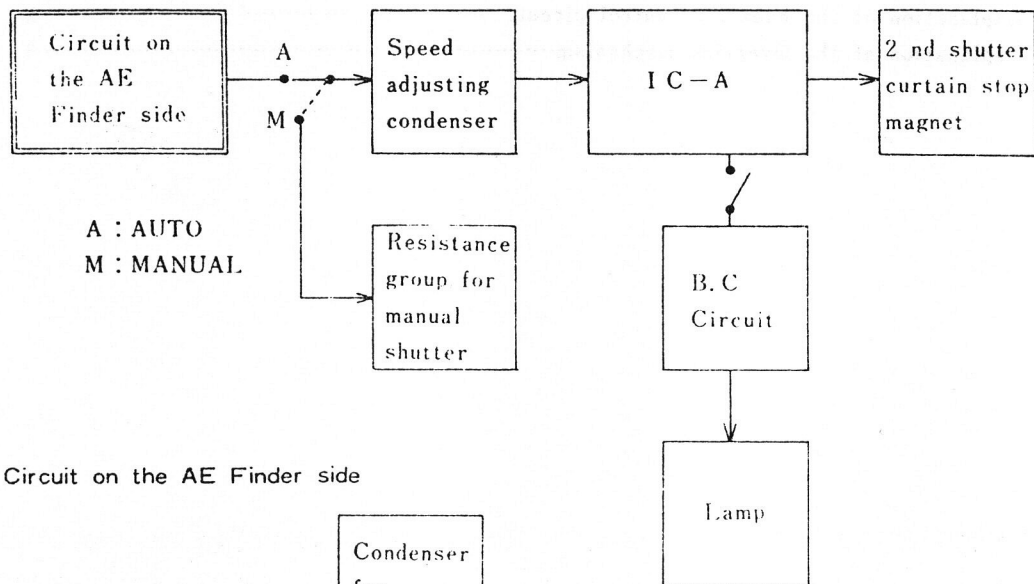 Circuit on
the AE
Finder side
A
M
Speed
adjusting
condenser
IC-A
2 nd shutter
curtain stop
magnet
A : AUTO
M : MANUAL
Resistance
group for
manual
shutter
B.C
Circuit
Lamp
Circuit on the AE Finder side
Condenser